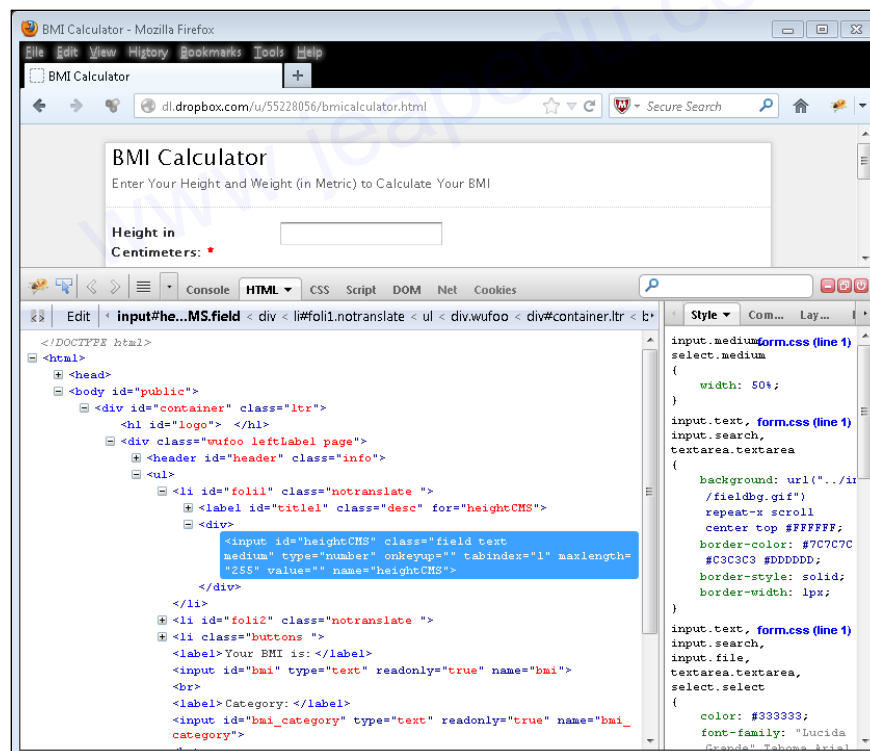 BMI Calculator - Mozilla Firefox
File Edit View History Bookmarks Tools Help
BMI Calculator
dl.dropbox.com/u/55228056/bmicalculator.html
Secure Search
www.jeapedu.co
BMI Calculator
Enter Your Height and Weight (in Metric) to Calculate Your BMI
Height in
Centimeters: *
Console HTML CSS Script DOM Net Cookies
Edit input#he...MS.field < div < li#foli1.notranslate < ul < div.wufoo < div#container.ltr < b
<!DOCTYPE html>
<html>
<head>
<body id="public">
<div id="container" class="ltr">
<h1 id="logo"> </h1>
<div class="wufoo leftLabel page">
<header id="header" class="info">
<ul>
<li id="foli1" class="notranslate ">
<label id="title1" class="desc" for="heightCMS">
<div>
<input id="heightCMS" class="field text
medium" type="number" onkeyup="" tabindex="1" maxlength=
"255" value="" name="heightCMS">
</div>
</li>
<li id="foli2" class="notranslate ">
<li class="buttons ">
<label>Your BMI is:</label>
<input id="bmi" type="text" readonly="true" name="bmi">
<br>
<label>Category:</label>
<input id="bmi_category" type="text" readonly="true" name="bmi_
category">
Style Com... Lay...
input.medium, form.css (line 1)
select.medium
{
width: 50%;
}
input.text, form.css (line 1)
input.search,
textarea.textarea
{
background: url("../i
/fieldbg.gif")
repeat-x scroll
center top #FFFFFF;
border-color: #7C7C7C
#C3C3C3 #DDDDDD;
border-style: solid;
border-width: 1px;
}
input.text, form.css (line 1)
input.search,
input.file,
textarea.textarea,
select.select
{
color: #333333;
font-family: "Lucida
Grande" Tahoma Arial